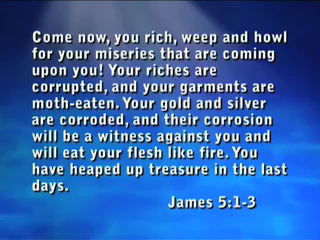 Come now, you rich, weep and howl
for your miseries that are coming
upon you! Your riches are
corrupted, and your garments are
moth-eaten. Your gold and silver
are corroded, and their corrosion
will be a witness against you and
will eat your flesh like fire. You
have heaped up treasure in the last
days.
James 5:1-3